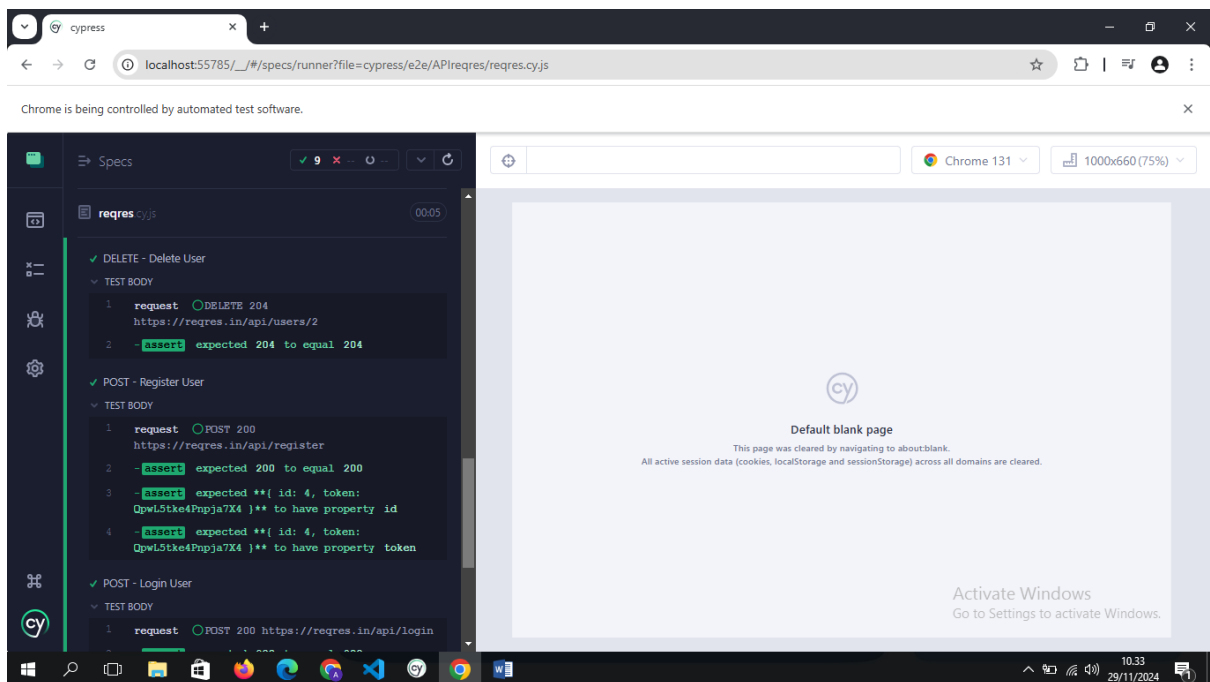 cypress
localhost:55785/__/#/specs/runner?file=cypress/e2e/APIreqres/reqres.cy.js
Chrome is being controlled by automated test software.
Specs
9 -- --
Chrome 131
1000x660 (75%)
reqres.cy.js
00:05
DELETE - Delete User
TEST BODY
1 request DELETE 204
https://reqres.in/api/users/2
2 -assert expected 204 to equal 204
POST - Register User
TEST BODY
1 request POST 200
https://reqres.in/api/register
2 -assert expected 200 to equal 200
3 -assert expected **{ id: 4, token:
QpwL5tke4Pnpja7X4 }** to have property id
4 -assert expected **{ id: 4, token:
QpwL5tke4Pnpja7X4 }** to have property token
POST - Login User
TEST BODY
1 request POST 200 https://reqres.in/api/login
cy
Default blank page
This page was cleared by navigating to about:blank.
All active session data (cookies, localStorage and sessionStorage) across all domains are cleared.
Activate Windows
Go to Settings to activate Windows.
cy
10.33
29/11/2024